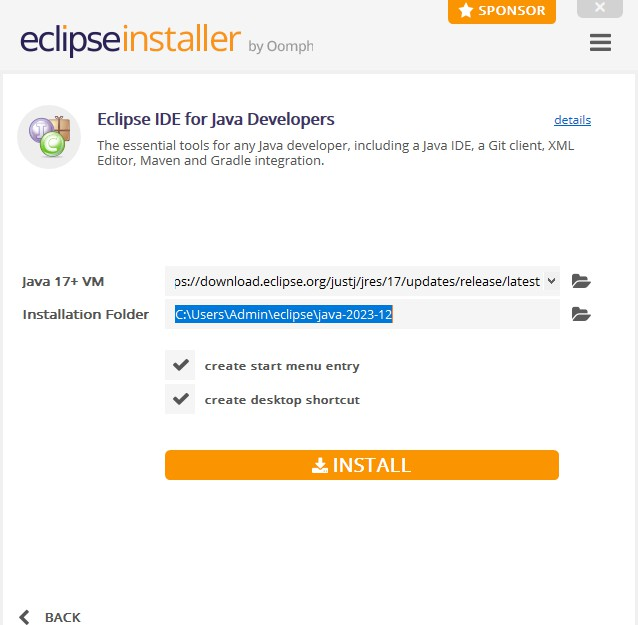 SPONSOR
eclipseinstaller by Oomph
Eclipse IDE for Java Developers details
The essential tools for any Java developer, including a Java IDE, a Git client, XML
Editor, Maven and Gradle integration.
Java 17+ VM ps://download.eclipse.org/justj/jres/17/updates/release/latest
Installation Folder C:\Users\Admin\eclipse\java-2023-12
create start menu entry
create desktop shortcut
INSTALL
BACK